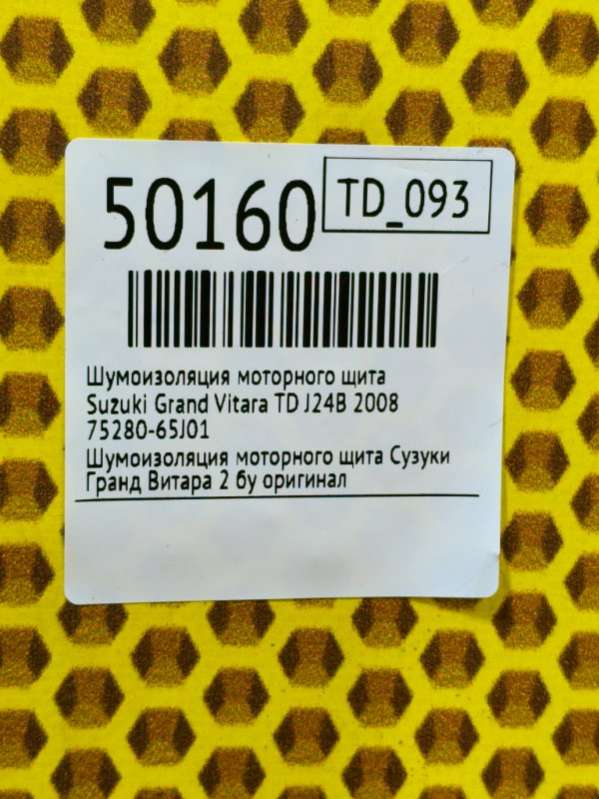 50160
TD_093
Шумоизоляция моторного щита
Suzuki Grand Vitara TD J24B 2008
75280-65J01
Шумоизоляция моторного щита Сузуки
Гранд Витара 2 бу оригинал